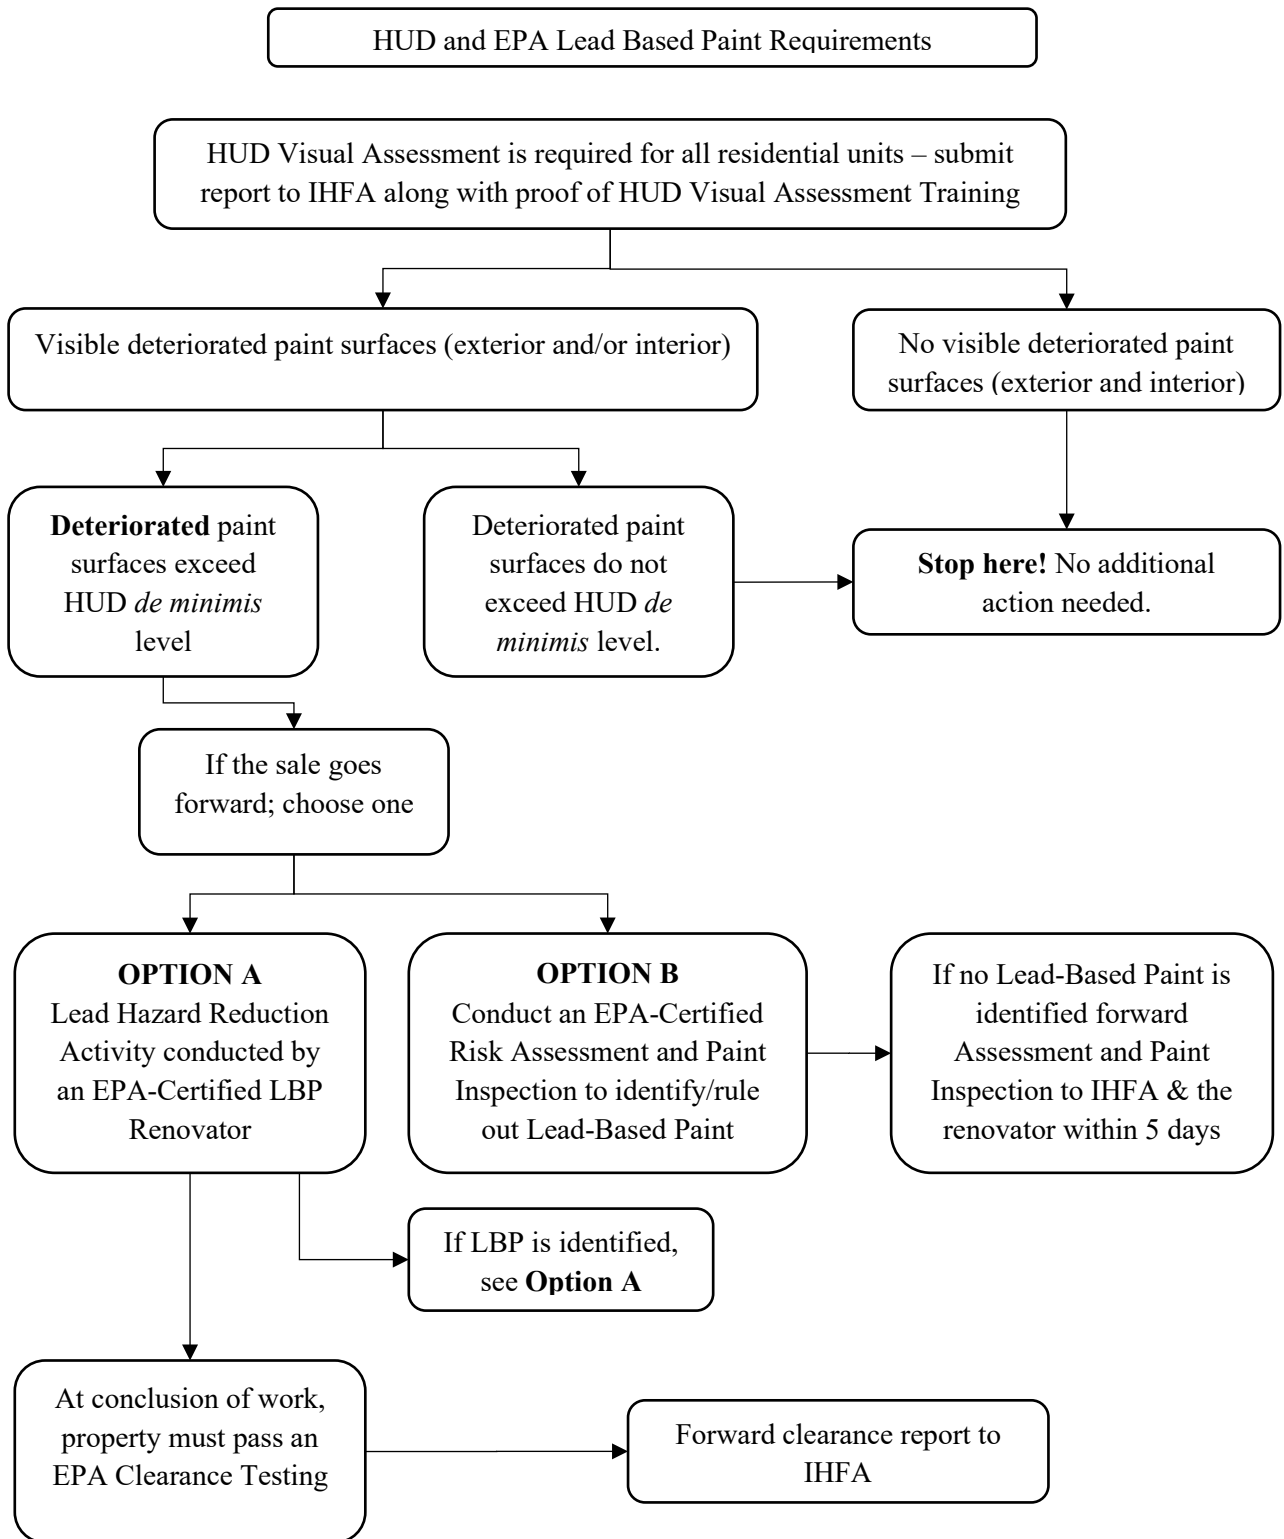 HUD and EPA Lead Based Paint Requirements
HUD Visual Assessment is required for all residential units – submit
report to IHFA along with proof of HUD Visual Assessment Training
Visible deteriorated paint surfaces (exterior and/or interior)
No visible deteriorated paint
surfaces (exterior and interior)
Deteriorated paint
surfaces exceed
HUD de minimis
level
Deteriorated paint
surfaces do not
exceed HUD de
minimis level.
Stop here! No additional
action needed.
If the sale goes
forward; choose one
OPTION A
Lead Hazard Reduction
Activity conducted by
an EPA-Certified LBP
Renovator
OPTION B
Conduct an EPA-Certified
Risk Assessment and Paint
Inspection to identify/rule
out Lead-Based Paint
If no Lead-Based Paint is
identified forward
Assessment and Paint
Inspection to IHFA & the
renovator within 5 days
If LBP is identified,
see Option A
At conclusion of work,
property must pass an
EPA Clearance Testing
Forward clearance report to
IHFA